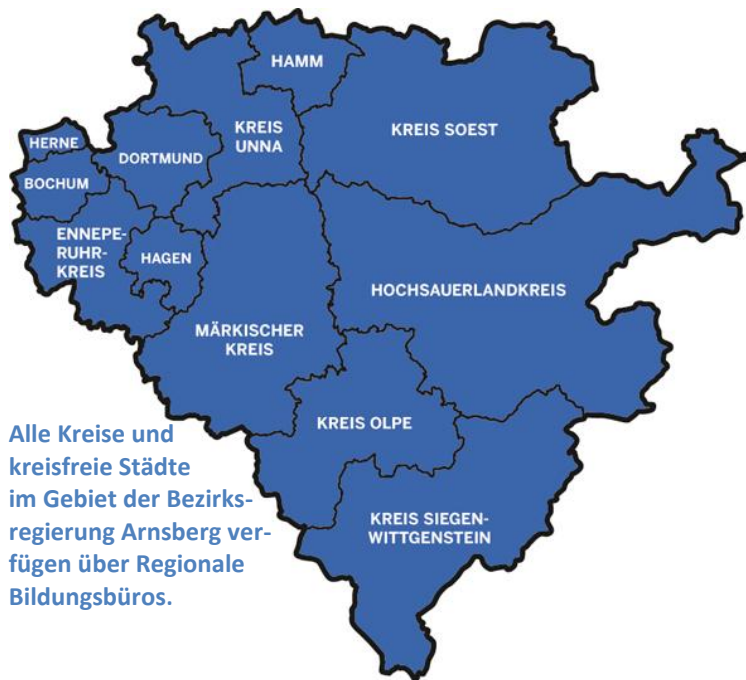 HAMM
KREIS
UNNA
KREIS SOEST
HERNE
DORTMUND
BOCHUM
ENNEPE-
RUHR-
KREIS
HAGEN
HOCHSAUERLANDKREIS
MÄRKISCHER
KREIS
KREIS OLPE
KREIS SIEGEN-
WITTGENSTEIN
Alle Kreise und
kreisfreie Städte
im Gebiet der Bezirks-
regierung Arnsberg ver-
fügen über Regionale
Bildungsbüros.